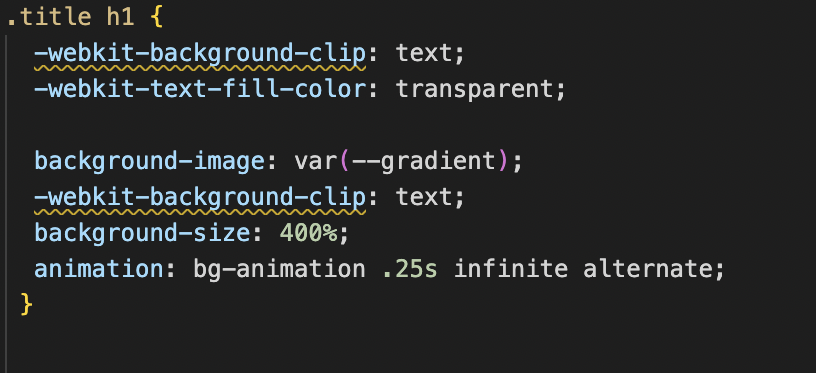 .title h1 {
-webkit-background-clip: text;
-webkit-text-fill-color: transparent;
background-image: var(--gradient);
-webkit-background-clip: text;
background-size: 400%;
animation: bg-animation .25s infinite alternate;
}